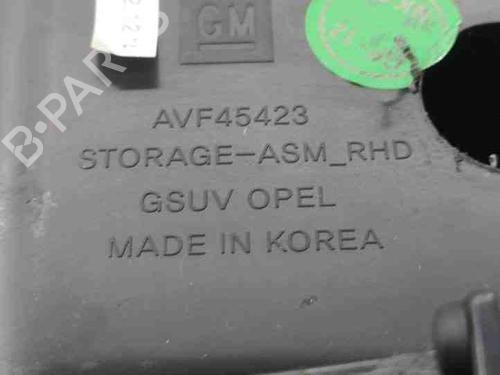 GM
AVF45423
STORAGE-ASM_RHD
GSUV OPEL
MADE IN KOREA
B-PARTS